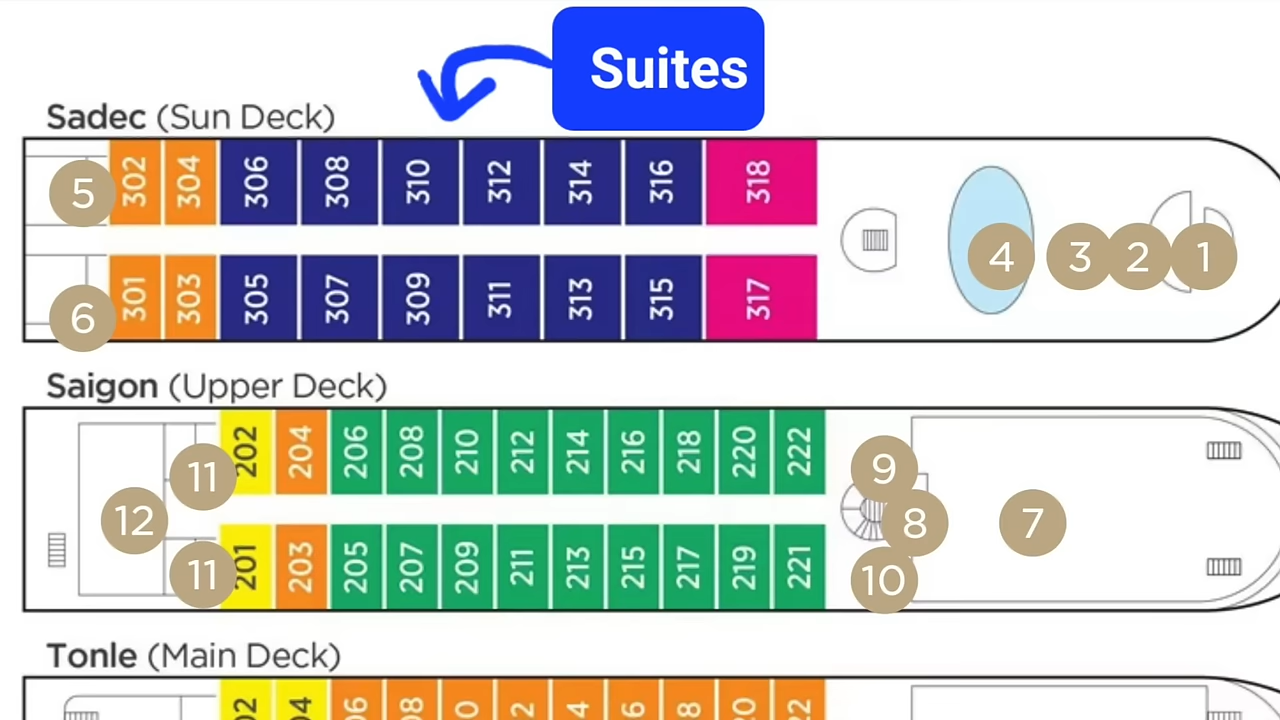 Suites
Sadec (Sun Deck)
5 302 304 306 308 310 312 314 316 318
4 3 2 1
6 301 303 305 307 309 311 313 315 317
Saigon (Upper Deck)
11 202 204 206 208 210 212 214 216 218 220 222 9
12 8 7
11 201 203 205 207 209 211 213 215 217 219 221 10
Tonle (Main Deck)